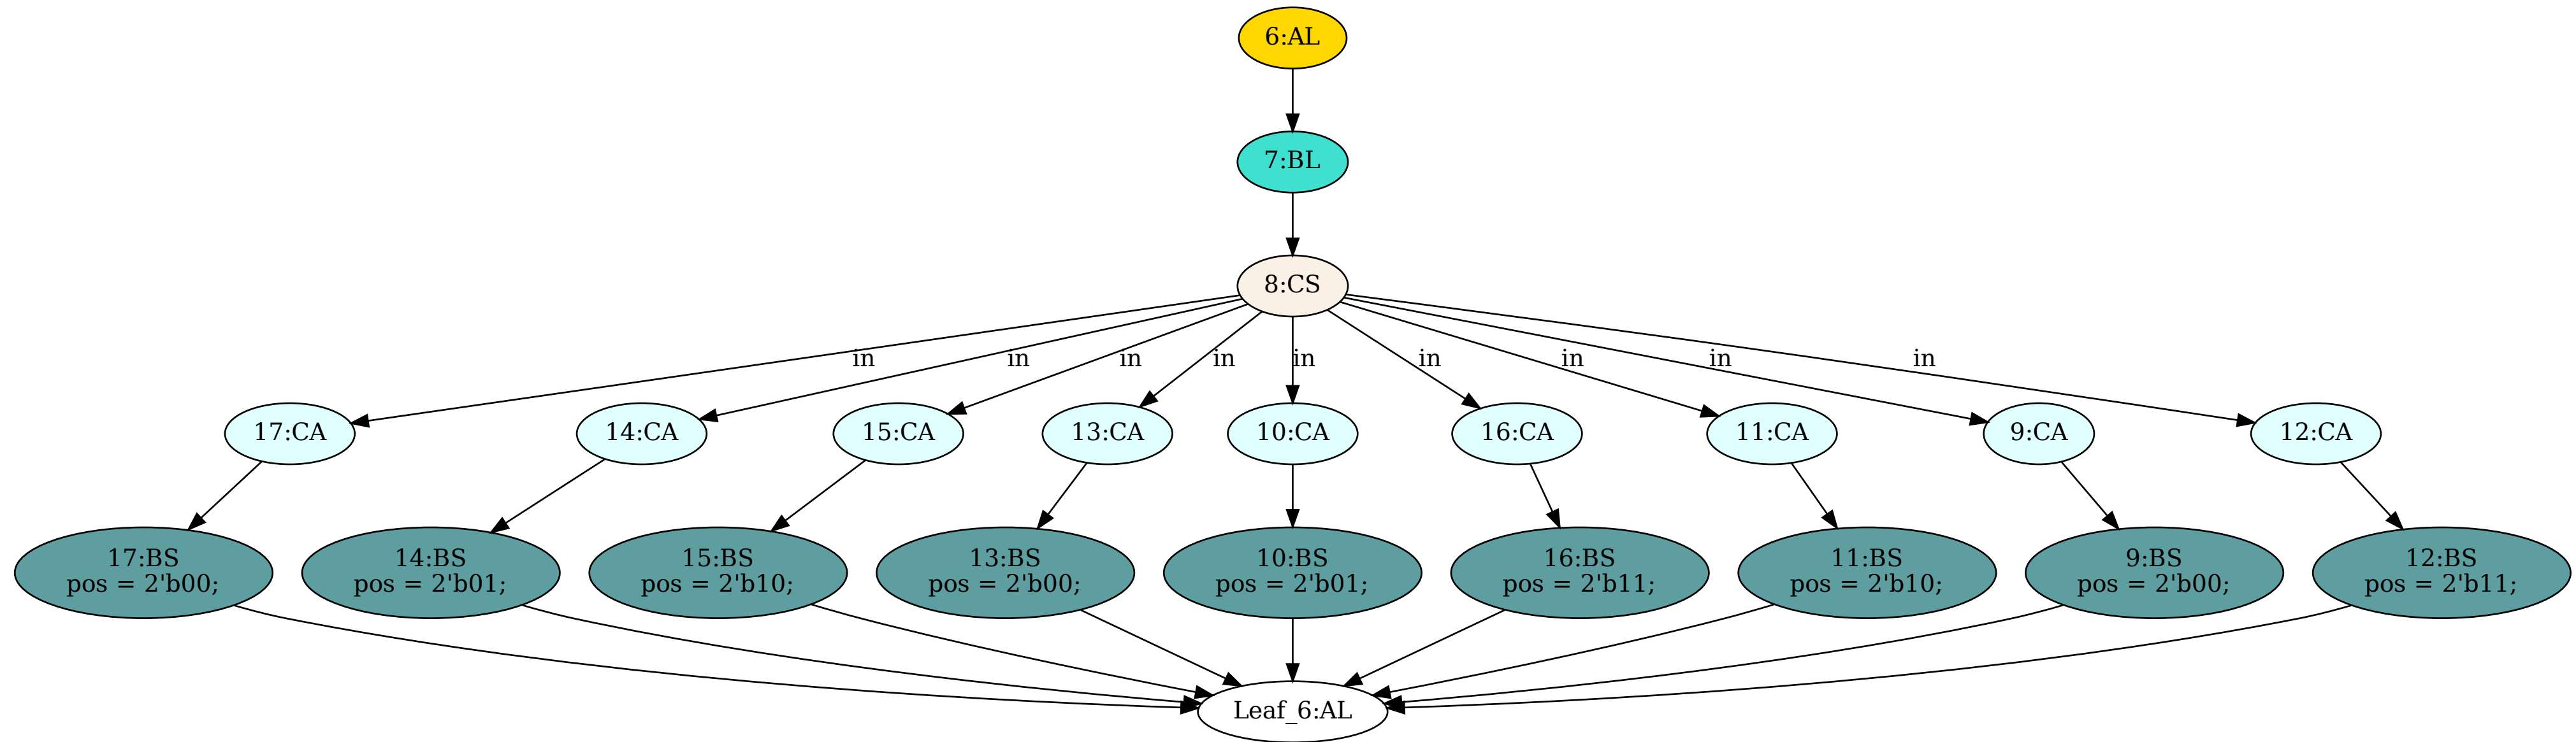 6:AL
7:BL
8:CS
in in in in in in in in in
17:CA 14:CA 15:CA 13:CA 10:CA 16:CA 11:CA 9:CA 12:CA
17:BS 14:BS 15:BS 13:BS 10:BS 16:BS 11:BS 9:BS 12:BS
pos = 2'b00; pos = 2'b01; pos = 2'b10; pos = 2'b00; pos = 2'b01; pos = 2'b11; pos = 2'b10; pos = 2'b00; pos = 2'b11;
Leaf_6:AL